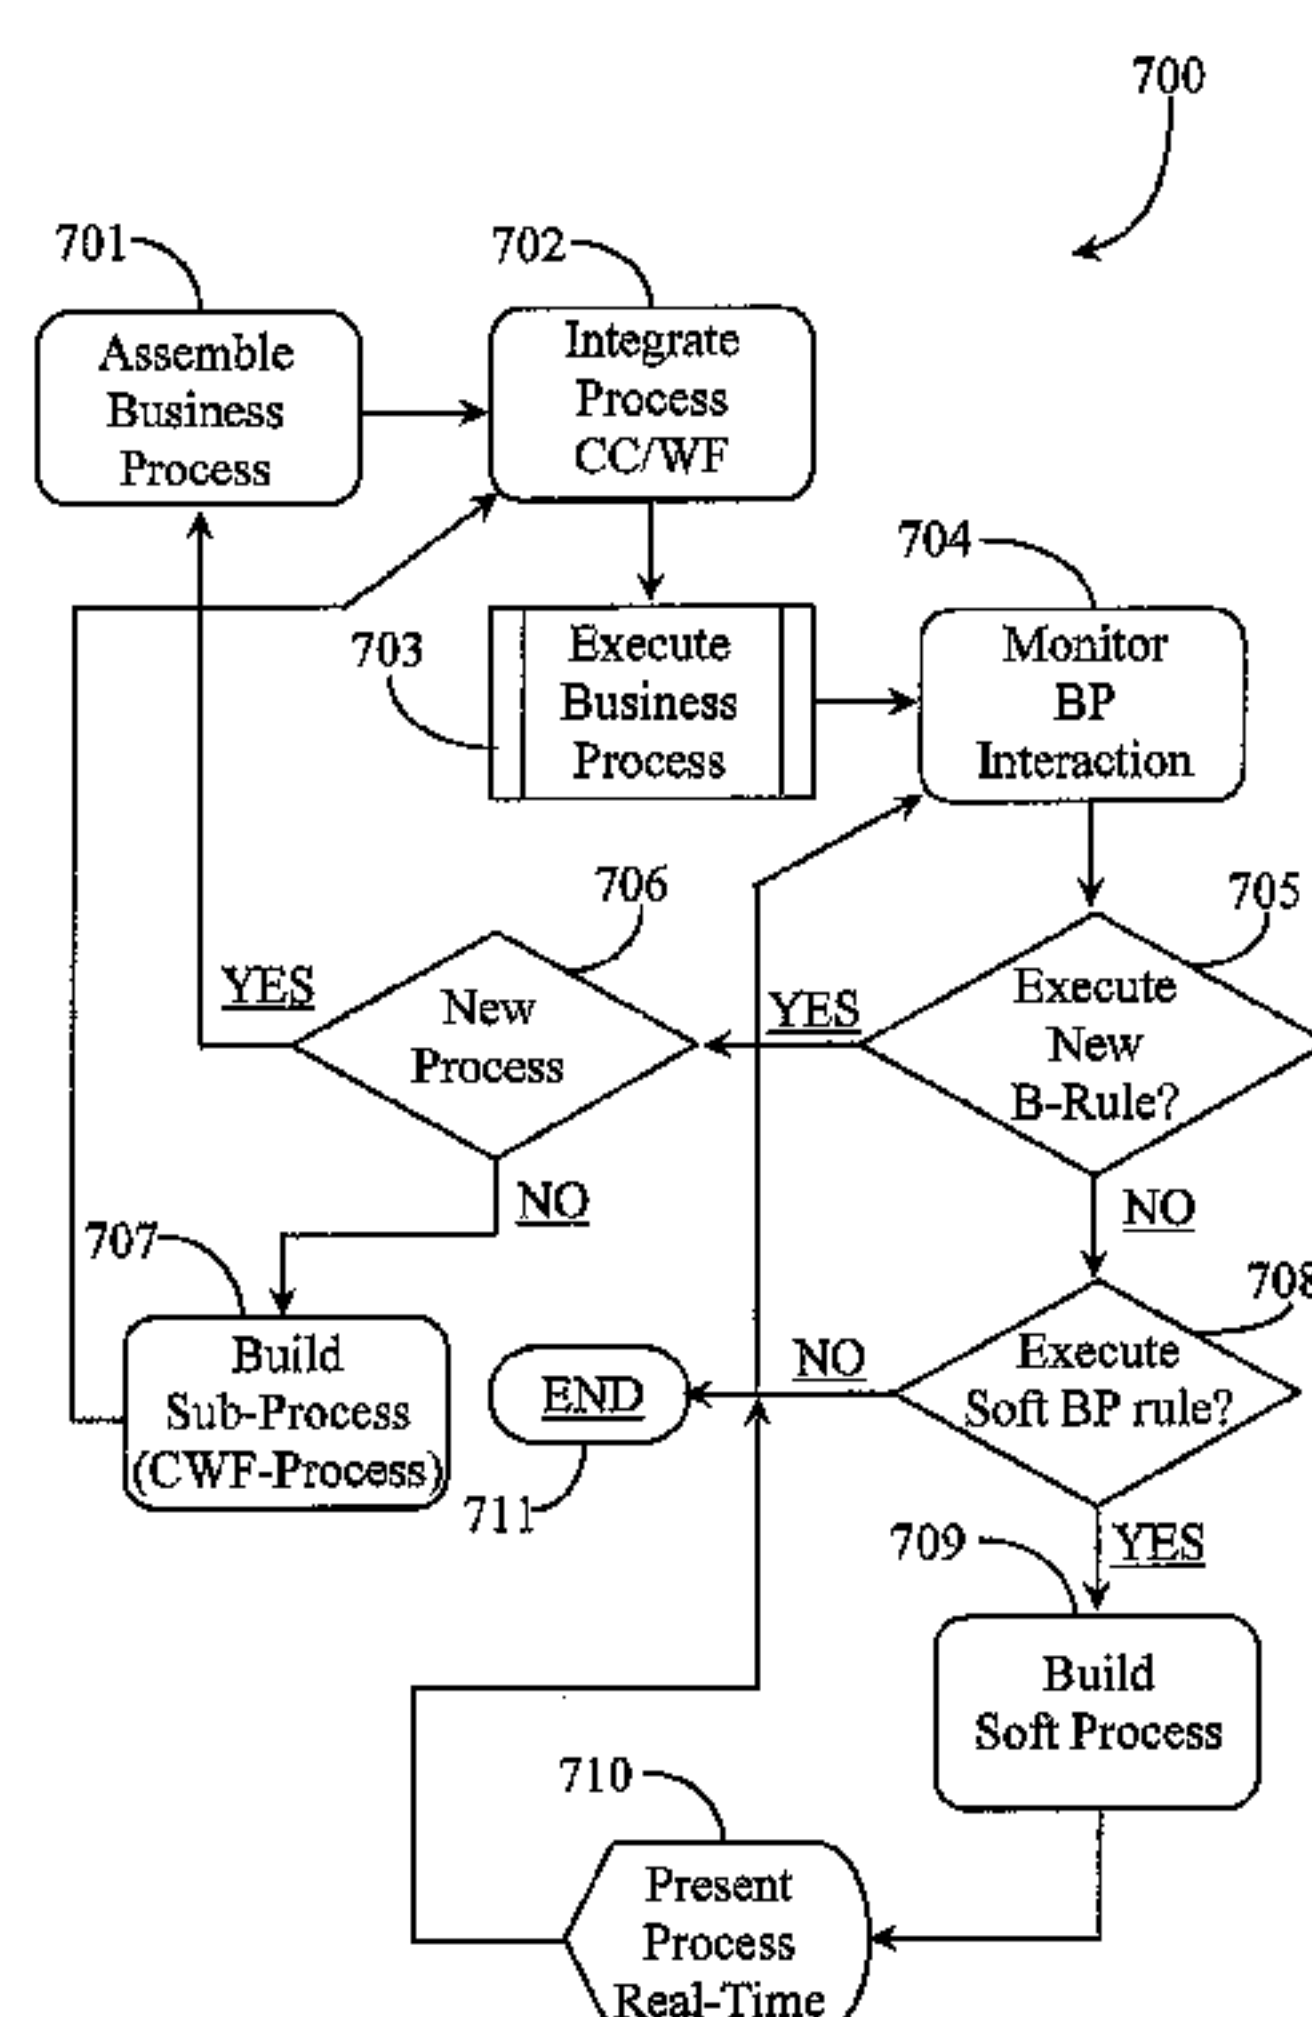 700
701
702
Assemble
Business
Process
Integrate
Process
CC/WF
704
703
Execute
Business
Process
Monitor
BP
Interaction
706
705
YES
New
Process
YES
Execute
New
B-Rule?
NO
NO
707
708
Build
Sub-Process
(CWF-Process)
END
NO
Execute
Soft BP rule?
711
709
YES
Build
Soft Process
710
Present
Process
Real-Time